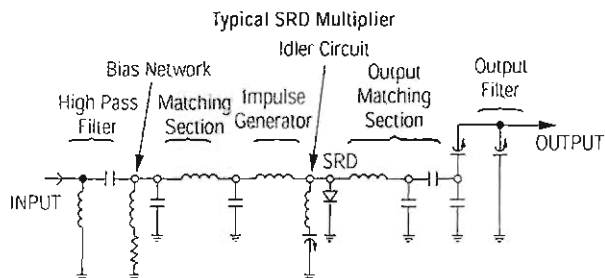 Typical SRD Multiplier
Idler Circuit
Bias Network
Output
Matching
Section
Output
Filter
High Pass
Filter
Matching
Section
Impulse
Generator
SRD
OUTPUT
INPUT